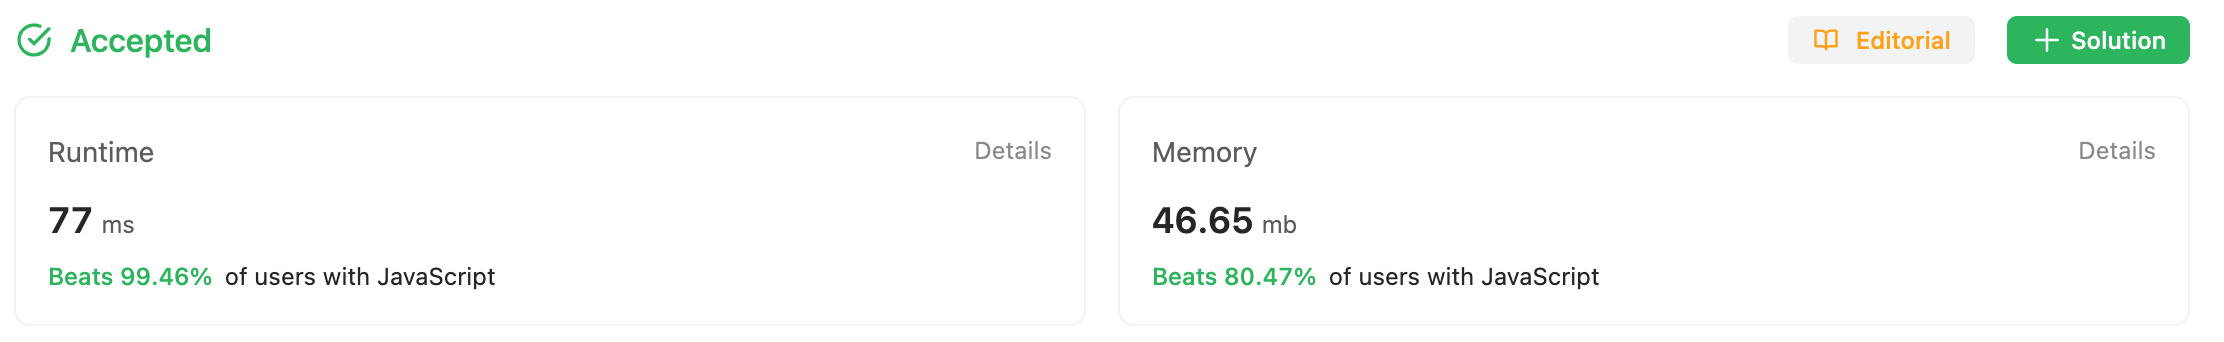 Accepted
Editorial
Solution
Runtime
Details
77 ms
Beats 99.46% of users with JavaScript
Memory
Details
46.65 mb
Beats 80.47% of users with JavaScript